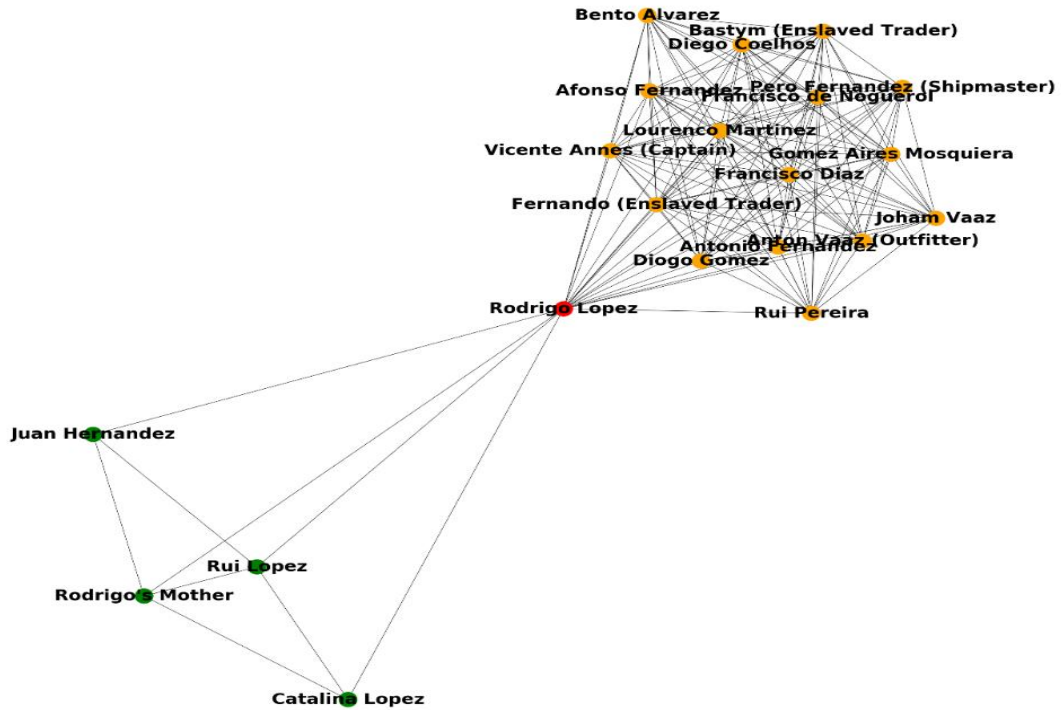 Bento Alvarez
Bastym (Enslaved Trader)
Diego Coelhos
Afonso Fernandez
Pero Fernandez (Shipmaster)
Francisco de Noguerol
Lourenco Martinez
Vicente Annes (Captain)
Gomez Aires Mosquiera
Francisco Diaz
Fernando (Enslaved Trader)
Joham Vaaz
Anton Vaaz (Outfitter)
Antonio Fernandez
Diogo Gomez
Rodrigo Lopez
Rui Pereira
Juan Hernandez
Rui Lopez
Rodrigo's Mother
Catalina Lopez